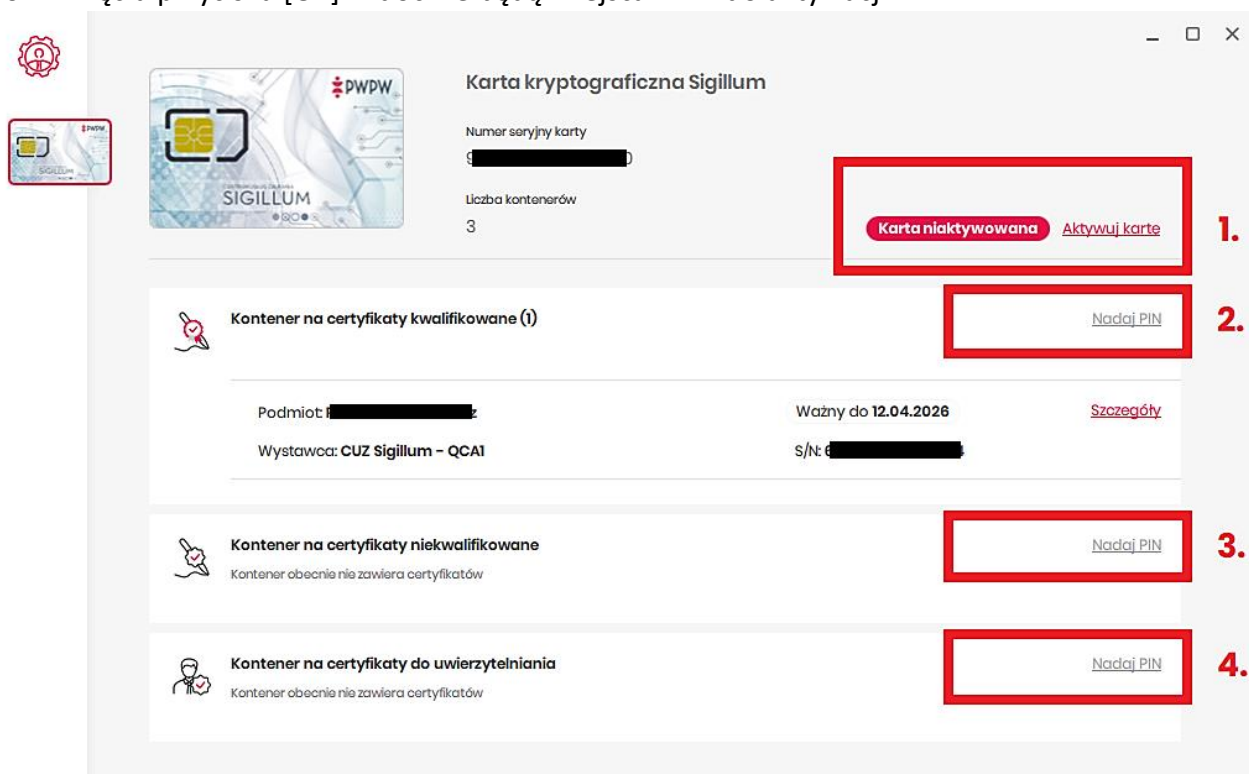 PWPW
SIGILLUM
Karta kryptograficzna Sigillum
Numer seryjny karty
9 0
Liczba kontenerów
3
Karta niaktywowana Aktywuj kartę
1.
Kontener na certyfikaty kwalifikowane (1)
Nadaj PIN
2.
Podmiot: z
Ważny do 12.04.2026
Szczegóły
Wystawca: CUZ Sigillum - QCA1
S/N: 6
Kontener na certyfikaty niekwalifikowane
Nadaj PIN
3.
Kontener obecnie nie zawiera certyfikatów
Kontener na certyfikaty do uwierzytelniania
Nadaj PIN
4.
Kontener obecnie nie zawiera certyfikatów